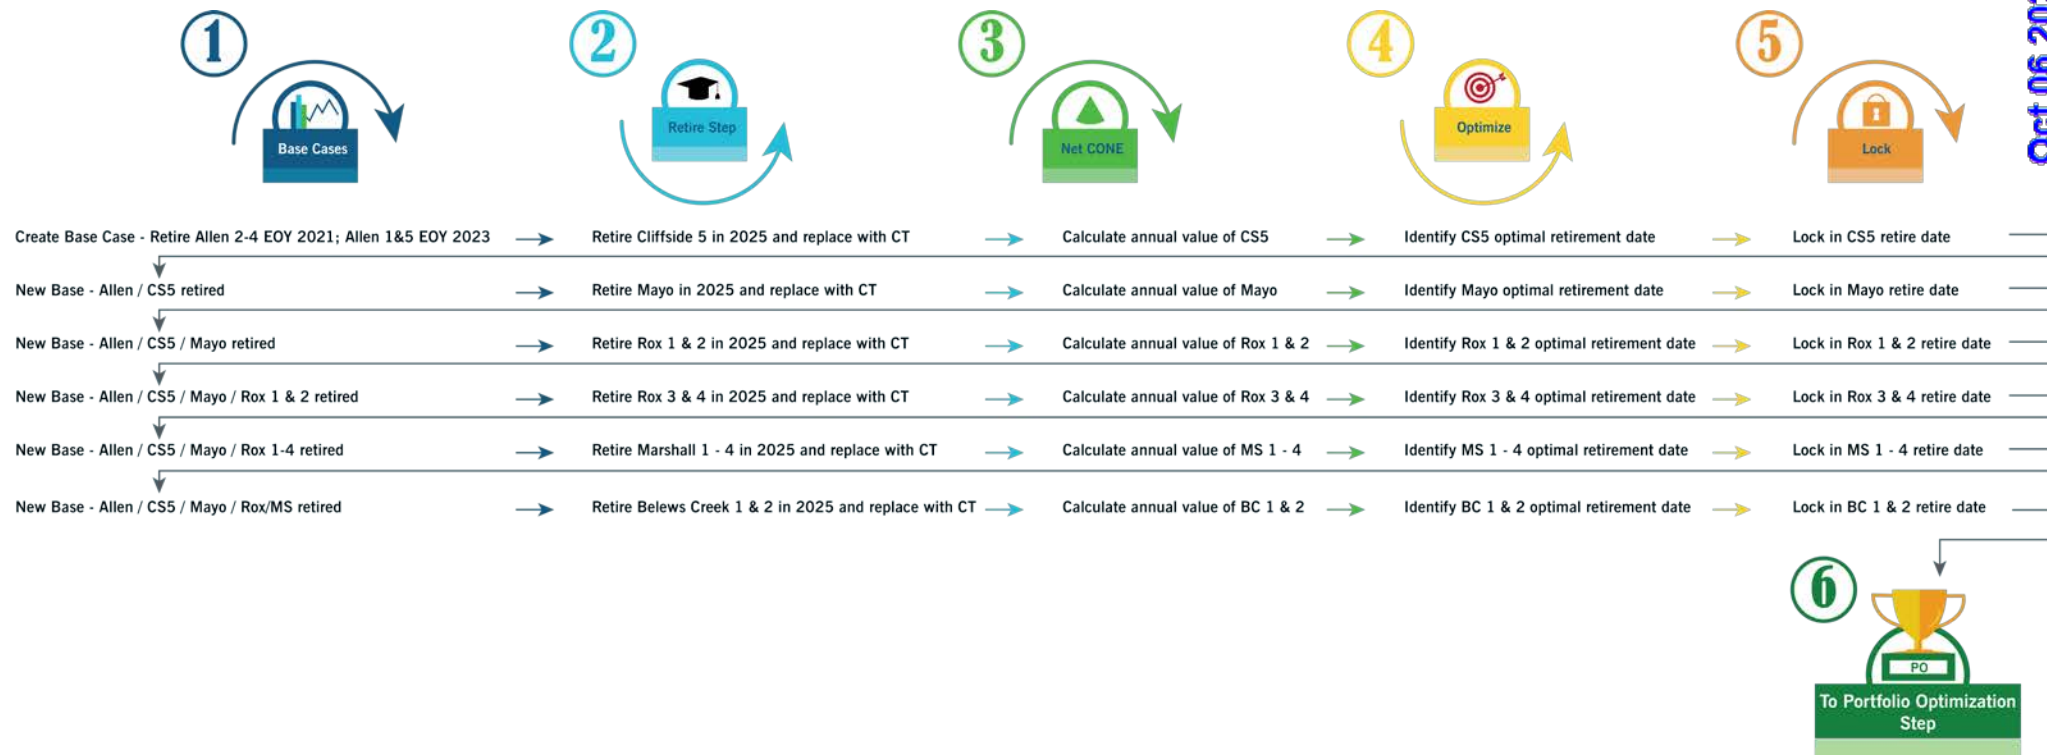 1
2
3
4
5
Base Cases
Retire Step
Net CONE
Optimize
Lock
Oct 06 202
Create Base Case - Retire Allen 2-4 EOY 2021; Allen 1&5 EOY 2023
Retire Cliffside 5 in 2025 and replace with CT
Calculate annual value of CS5
Identify CS5 optimal retirement date
Lock in CS5 retire date
New Base - Allen / CS5 retired
Retire Mayo in 2025 and replace with CT
Calculate annual value of Mayo
Identify Mayo optimal retirement date
Lock in Mayo retire date
New Base - Allen / CS5 / Mayo retired
Retire Rox 1 & 2 in 2025 and replace with CT
Calculate annual value of Rox 1 & 2
Identify Rox 1 & 2 optimal retirement date
Lock in Rox 1 & 2 retire date
New Base - Allen / CS5 / Mayo / Rox 1 & 2 retired
Retire Rox 3 & 4 in 2025 and replace with CT
Calculate annual value of Rox 3 & 4
Identify Rox 3 & 4 optimal retirement date
Lock in Rox 3 & 4 retire date
New Base - Allen / CS5 / Mayo / Rox 1-4 retired
Retire Marshall 1 - 4 in 2025 and replace with CT
Calculate annual value of MS 1 - 4
Identify MS 1 - 4 optimal retirement date
Lock in MS 1 - 4 retire date
New Base - Allen / CS5 / Mayo / Rox/MS retired
Retire Belews Creek 1 & 2 in 2025 and replace with CT
Calculate annual value of BC 1 & 2
Identify BC 1 & 2 optimal retirement date
Lock in BC 1 & 2 retire date
6
PO
To Portfolio Optimization
Step